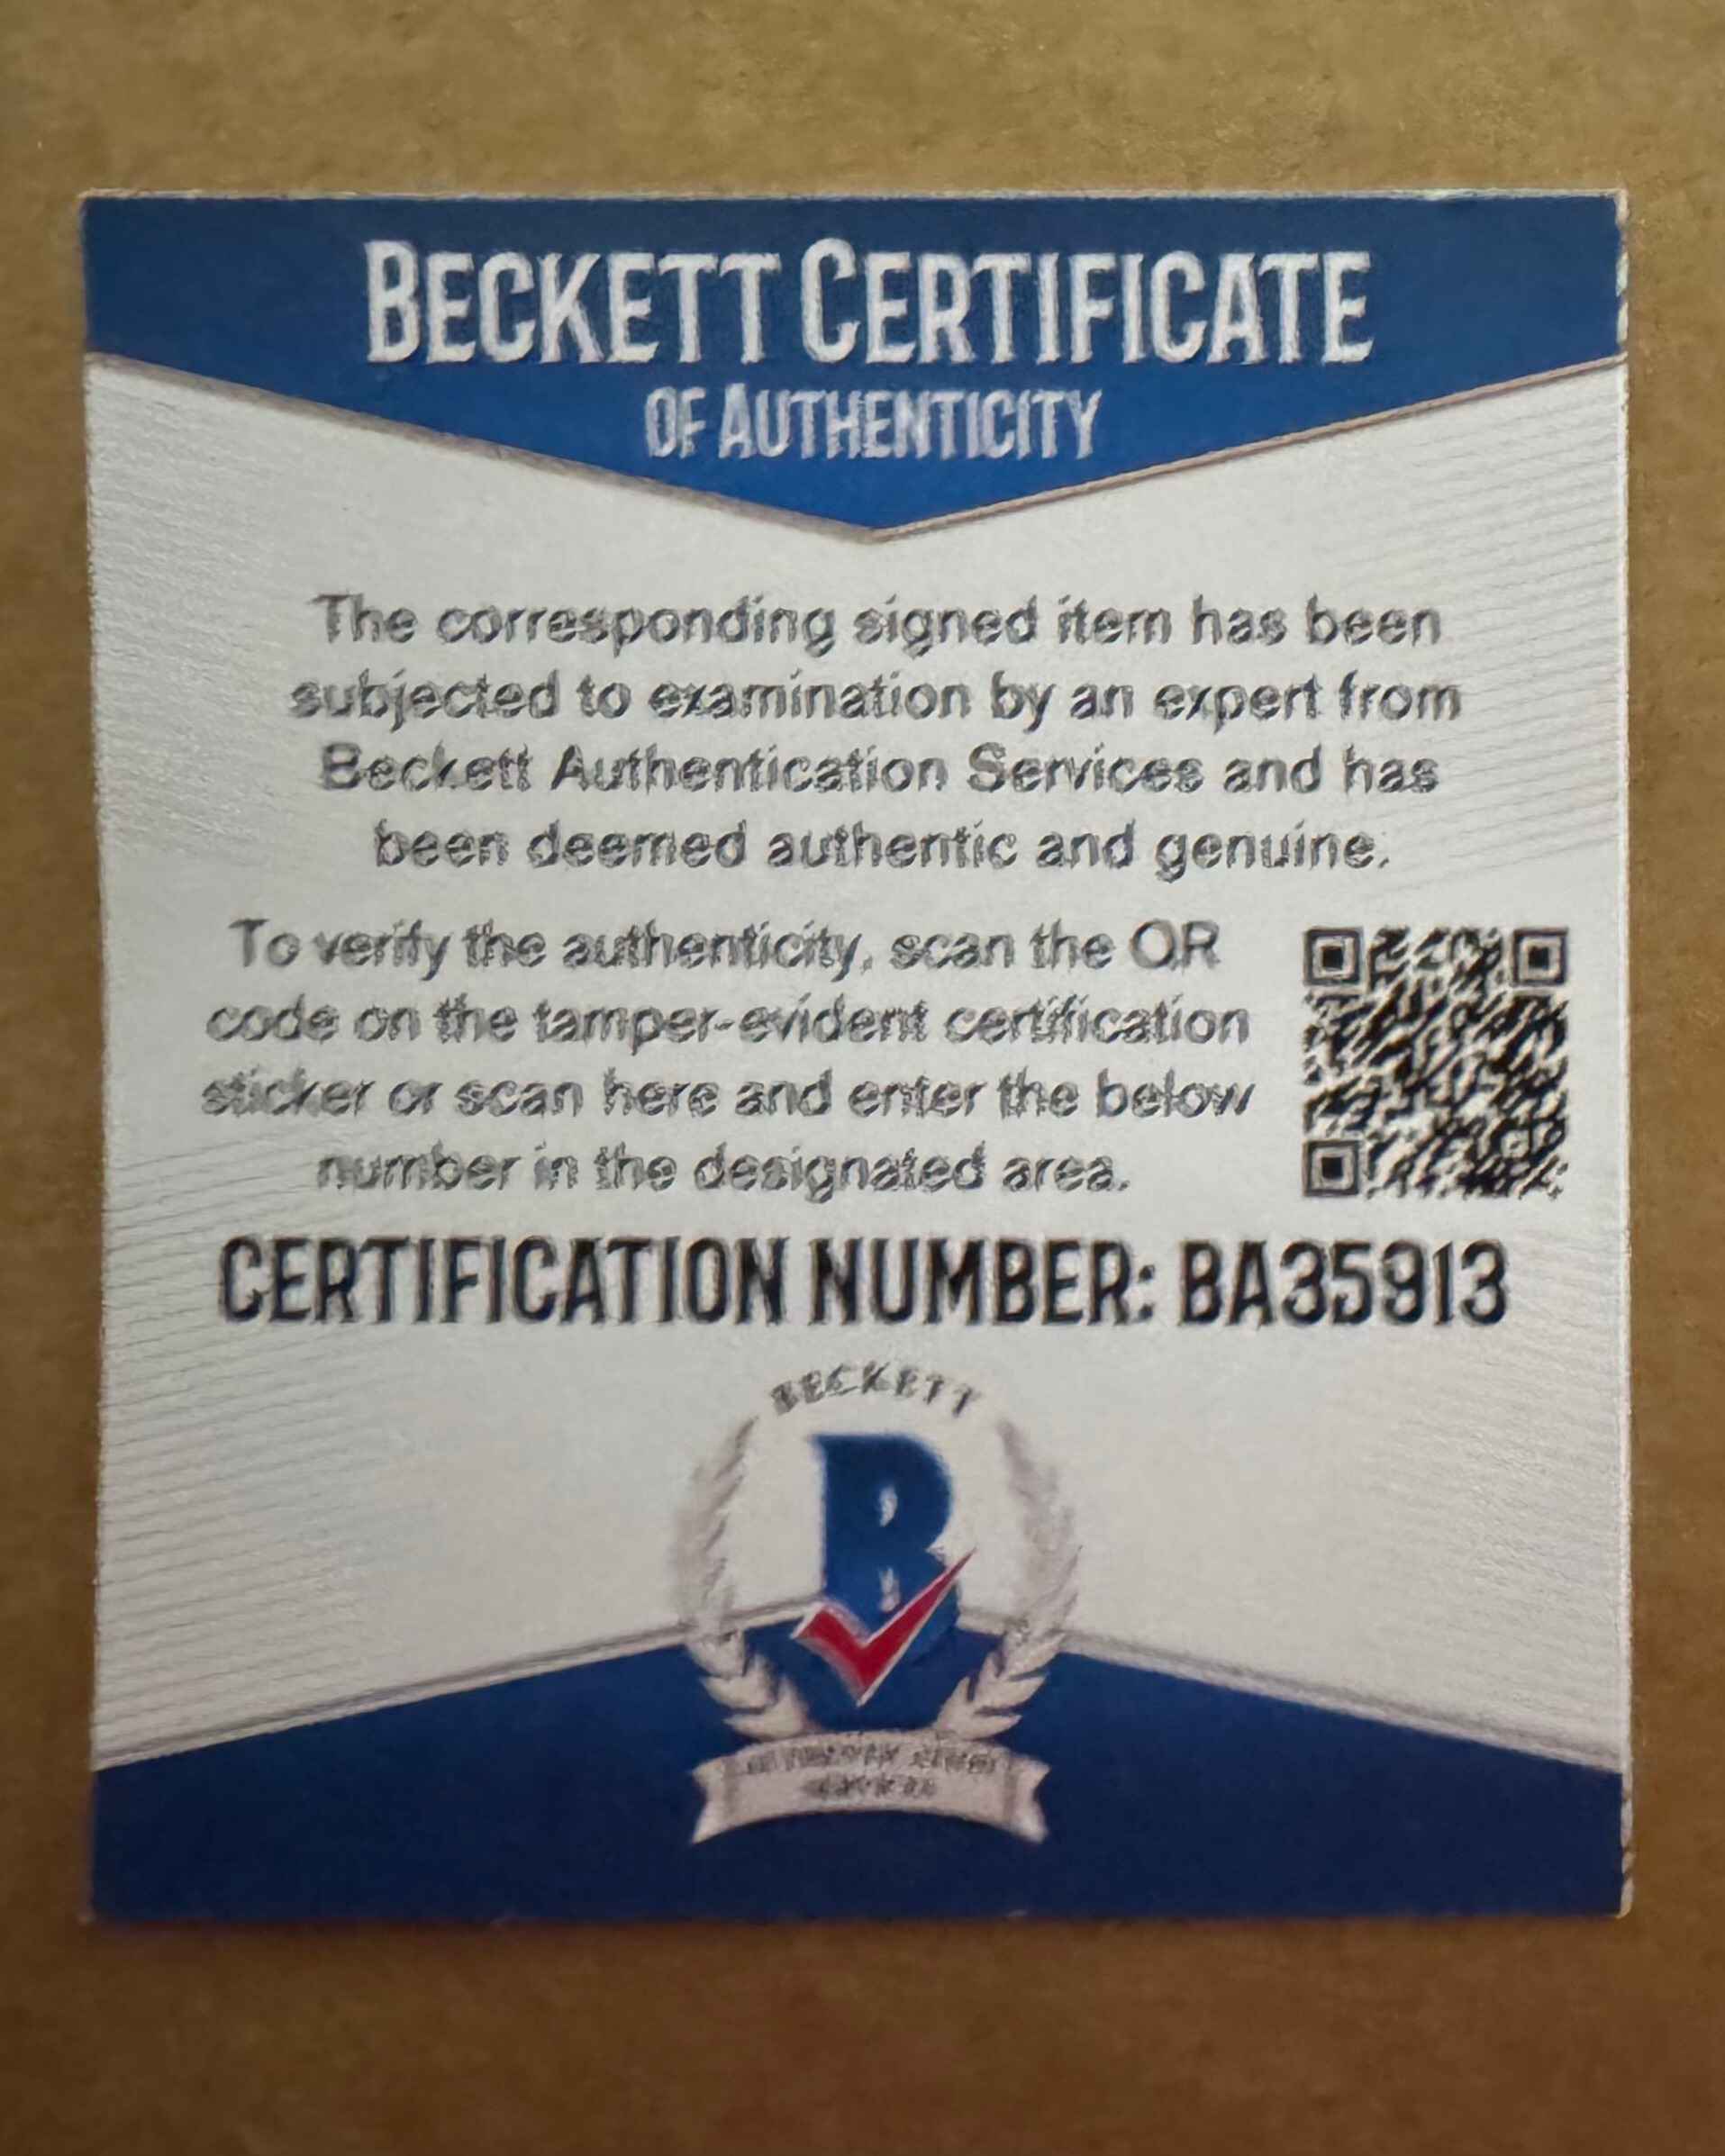 BECKETT CERTIFICATE
OF AUTHENTICITY
The corresponding signed item has been
subjected to examination by an expert from
Beckett Authentication Services and has
been deemed authentic and genuine.
To verify the authenticity, scan the QR
code on the tamper-evident certification
sticker or scan here and enter the below
number in the designated area.
CERTIFICATION NUMBER: BA35913
BECKETT
B